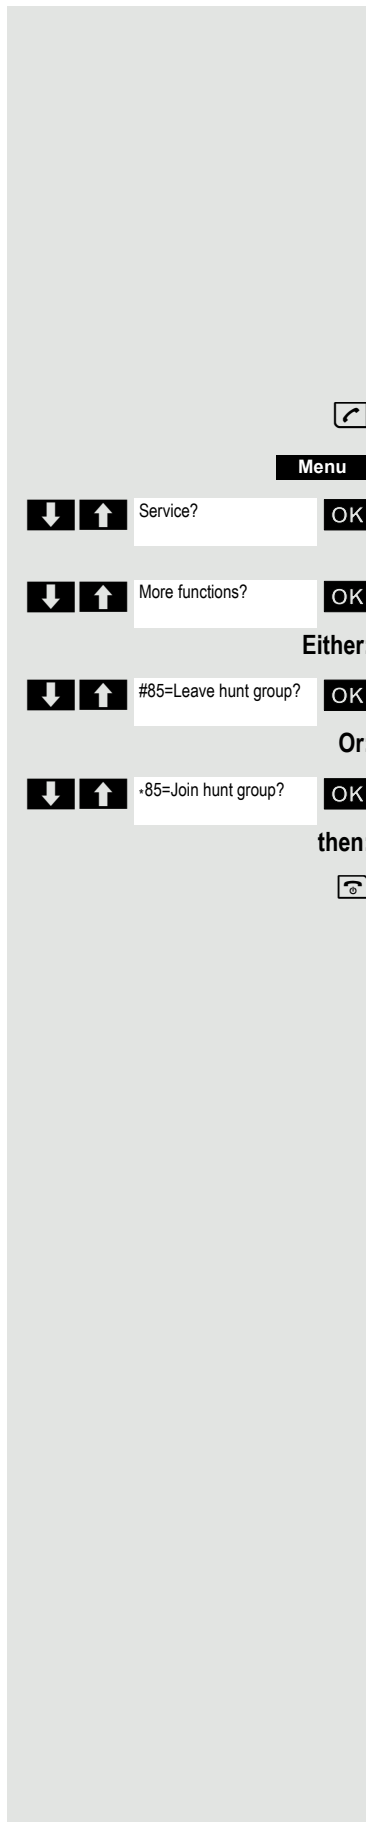 Menu
Service? OK
More functions? OK
Either:
#85=Leave hunt group? OK
Or:
*85=Join hunt group? OK
then: